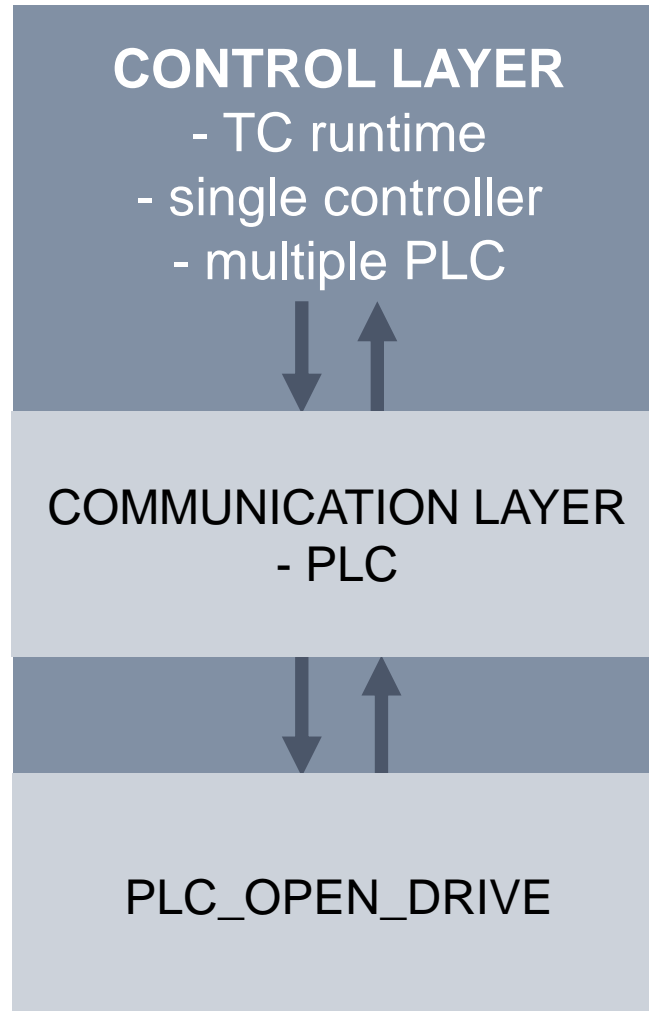 CONTROL LAYER
- TC runtime
- single controller
- multiple PLC
COMMUNICATION LAYER
- PLC
PLC_OPEN_DRIVE